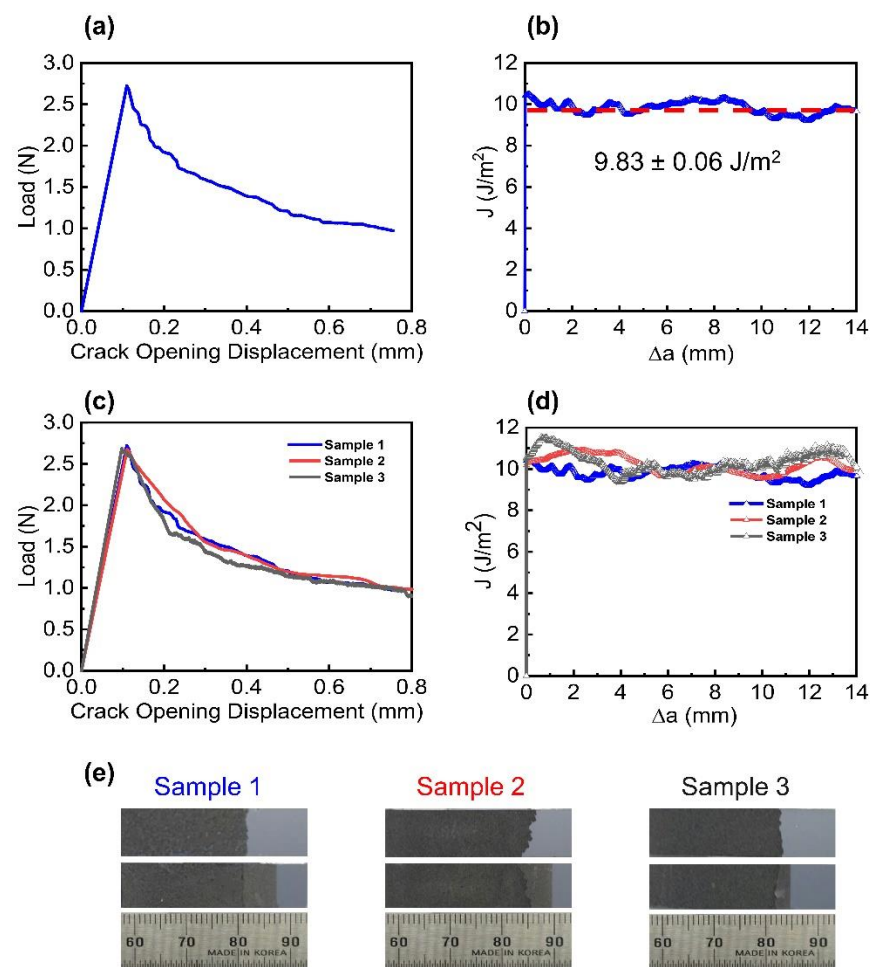 (a)
3.0
2.5
2.0
1.5
1.0
0.5
0.0
Load (N)
0.0 0.2 0.4 0.6 0.8
Crack Opening Displacement (mm)
(b)
12
10
8
6
4
2
0
J (J/m²)
9.83 ± 0.06 J/m²
0 2 4 6 8 10 12 14
Δa (mm)
(c)
3.0
2.5
2.0
1.5
1.0
0.5
0.0
Load (N)
Sample 1
Sample 2
Sample 3
0.0 0.2 0.4 0.6 0.8
Crack Opening Displacement (mm)
(d)
12
10
8
6
4
2
0
J (J/m²)
Sample 1
Sample 2
Sample 3
0 2 4 6 8 10 12 14
Δa (mm)
(e)
Sample 1 Sample 2 Sample 3
60 70 80 90
MADE IN KOREA
60 70 80 90
MADE IN KOREA
60 70 80 90
MADE IN KOREA